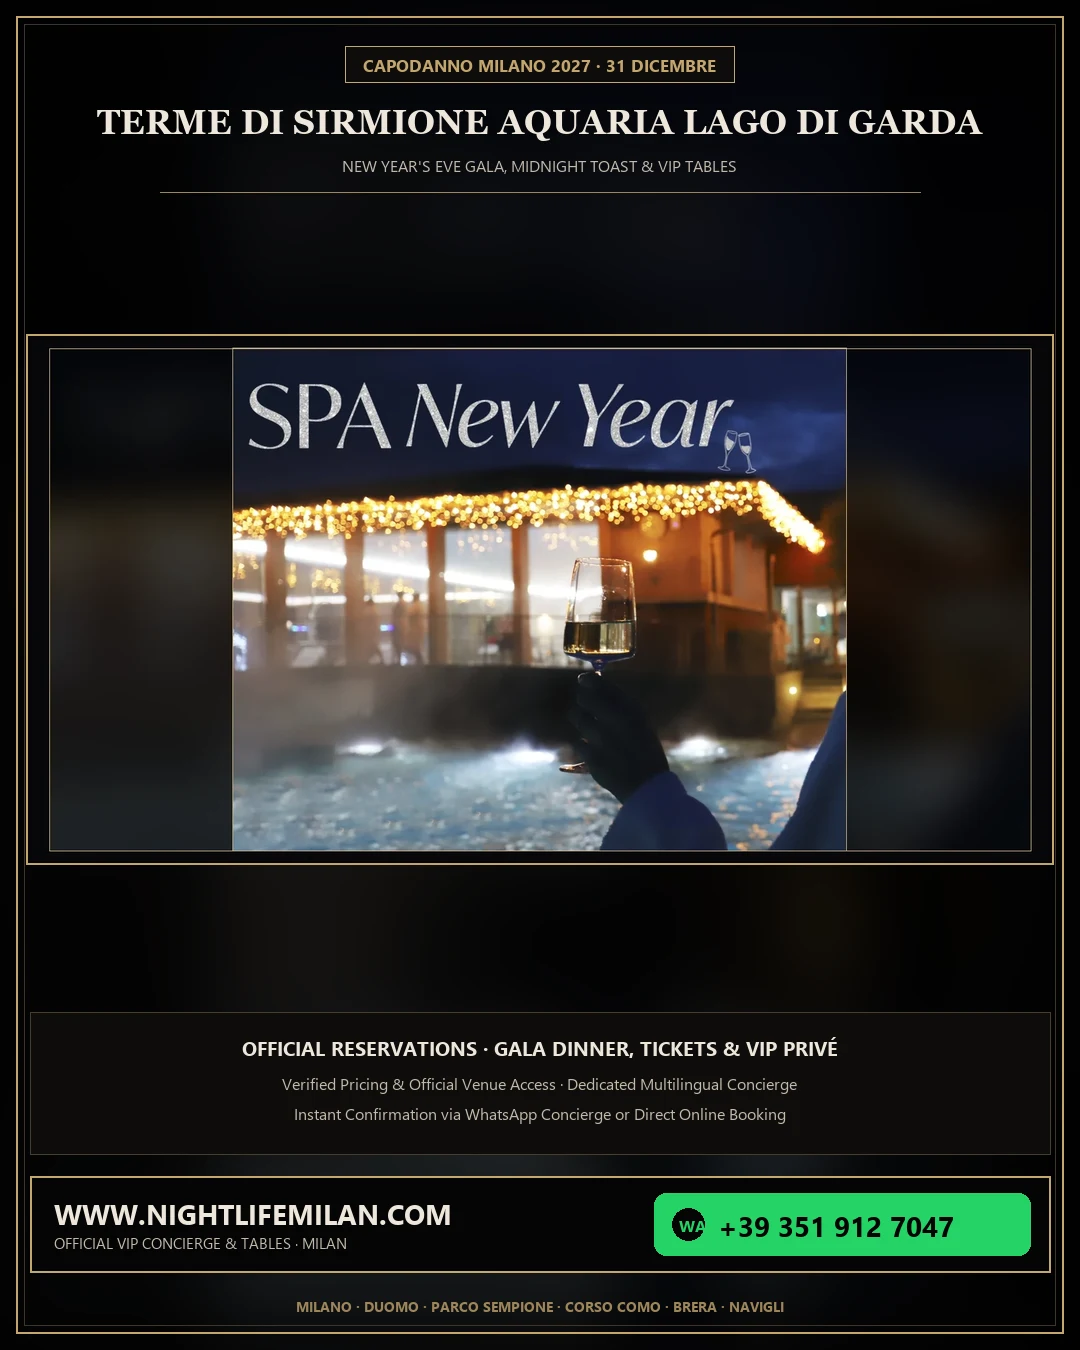 CAPODANNO MILANO 2027 · 31 DICEMBRE
TERME DI SIRMIONE AQUARIA LAGO DI GARDA
NEW YEAR'S EVE GALA, MIDNIGHT TOAST & VIP TABLES
SPA New Year
OFFICIAL RESERVATIONS · GALA DINNER, TICKETS & VIP PRIVÉ
Verified Pricing & Official Venue Access · Dedicated Multilingual Concierge
Instant Confirmation via WhatsApp Concierge or Direct Online Booking
WWW.NIGHTLIFEMILAN.COM
OFFICIAL VIP CONCIERGE & TABLES · MILAN
WA +39 351 912 7047
MILANO · DUOMO · PARCO SEMPIONE · CORSO COMO · BRERA · NAVIGLI